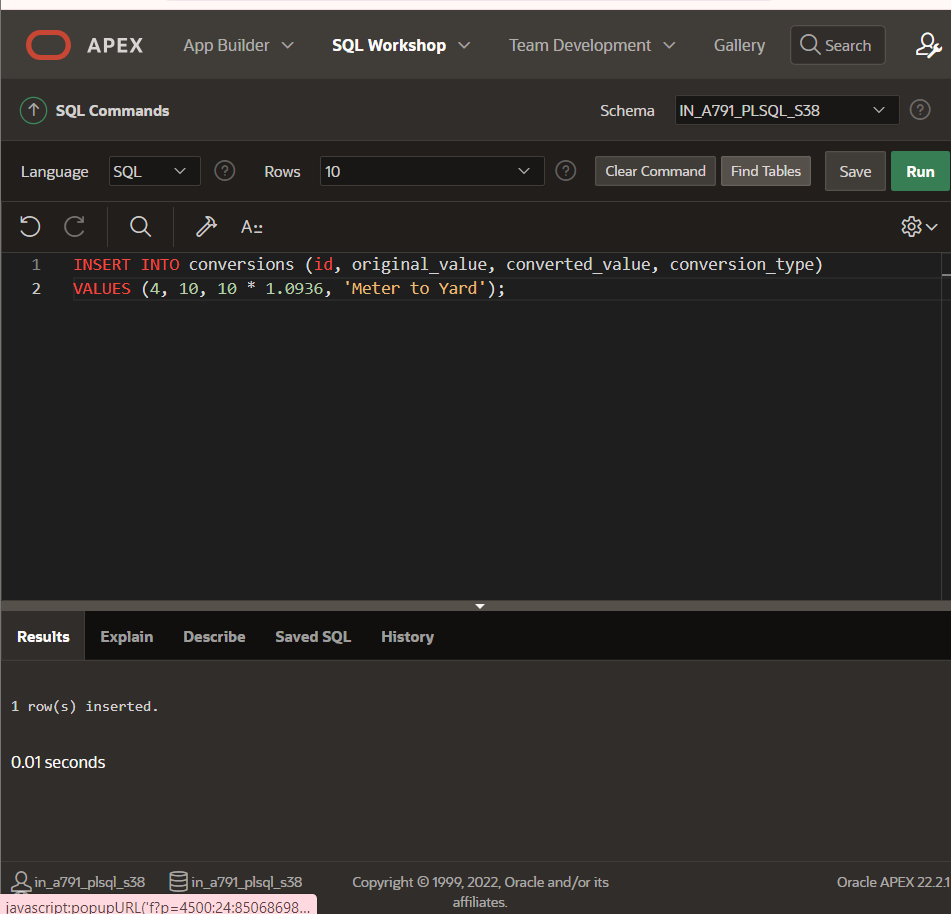 APEX App Builder SQL Workshop Team Development Gallery Search
SQL Commands Schema IN_A791_PLSQL_S38
Language SQL Rows 10 Clear Command Find Tables Save Run
A::
1 INSERT INTO conversions (id, original_value, converted_value, conversion_type)
2 VALUES (4, 10, 10 * 1.0936, 'Meter to Yard');
Results Explain Describe Saved SQL History
1 row(s) inserted.
0.01 seconds
in_a791_plsql_s38 in_a791_plsql_s38 Copyright © 1999, 2022, Oracle and/or its affiliates. Oracle APEX 22.2.1
javascript:popupURL('f?p=4500:24:85068698...